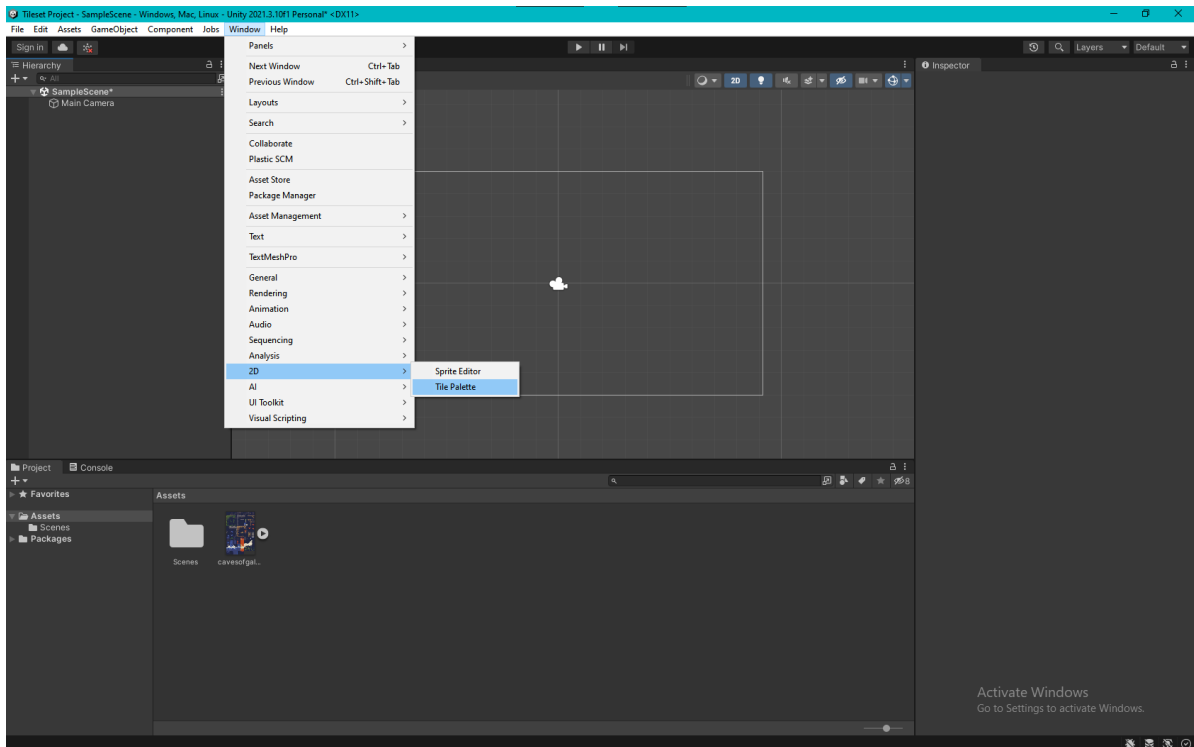 Tileset Project - SampleScene - Windows, Mac, Linux - Unity 2021.3.10f1 Personal* <DX11>
File Edit Assets GameObject Component Jobs Window Help
Sign in
Layers
Default
Hierarchy
All
SampleScene*
Main Camera
Panels
Next Window Ctrl+Tab
Previous Window Ctrl+Shift+Tab
Layouts
Search
Collaborate
Plastic SCM
Asset Store
Package Manager
Asset Management
Text
TextMeshPro
General
Rendering
Animation
Audio
Sequencing
Analysis
2D
AI
UI Toolkit
Visual Scripting
Sprite Editor
Tile Palette
2D
Inspector
Project Console
8
Favorites
Assets
Scenes
Packages
Assets
Scenes
cavesofgal...
Activate Windows
Go to Settings to activate Windows.